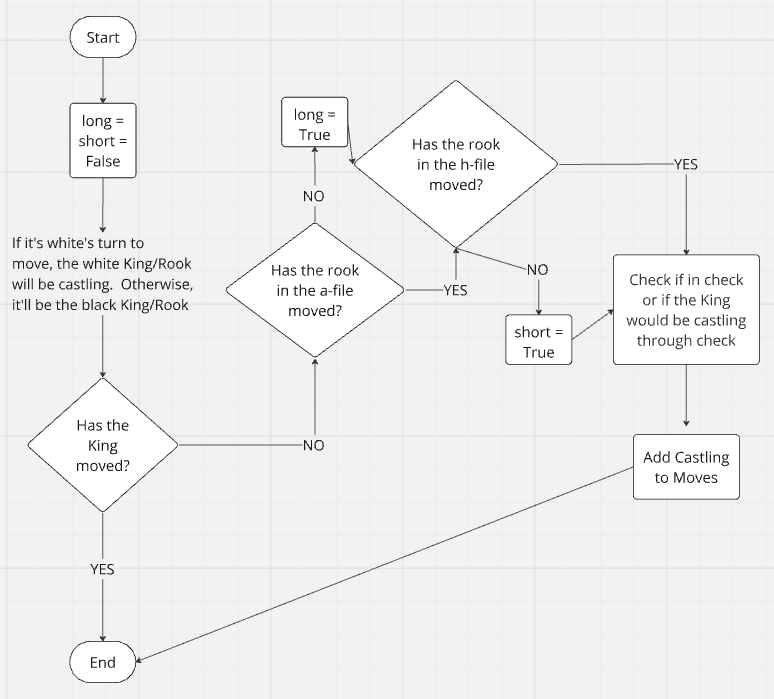 Start
long =
short =
False
If it's white's turn to
move, the white King/Rook
will be castling. Otherwise,
it'll be the black King/Rook
Has the
King
moved?
YES
End
NO
Has the rook
in the a-file
moved?
NO
long =
True
YES
Has the rook
in the h-file
moved?
NO
short =
True
YES
Check if in check
or if the King
would be castling
through check
Add Castling
to Moves